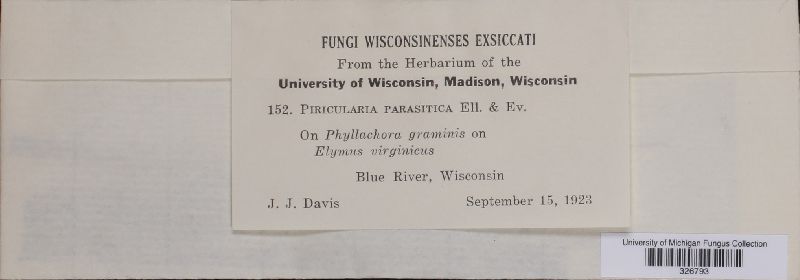 FUNGI WISCONSINENSES EXSICCATI
From the Herbarium of the
University of Wisconsin, Madison, Wisconsin
152. PIRICULARIA PARASITICA Ell. & Ev.
On Phyllachora graminis on
Elymus virginicus
Blue River, Wisconsin
J. J. Davis September 15, 1923
University of Michigan Fungus Collection
326793